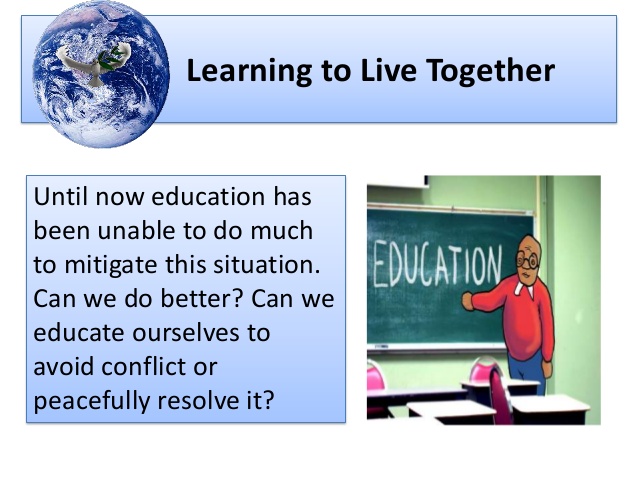 Learning to Live Together
Until now education has
been unable to do much
to mitigate this situation.
Can we do better? Can we
educate ourselves to
avoid conflict or
peacefully resolve it?
EDUCATION